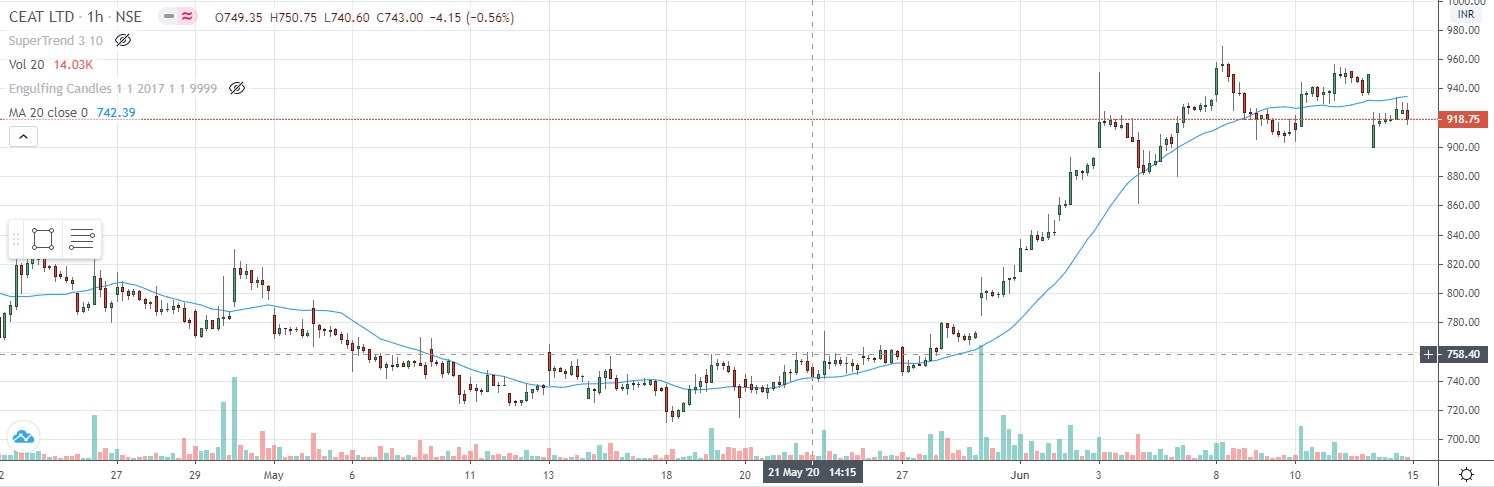 CEAT LTD · 1h · NSE O749.35 H750.75 L740.60 C743.00 −4.15 (−0.56%)
SuperTrend 3 10
Vol 20 14.03K
Engulfing Candles 1 1 2017 1 1 9999
MA 20 close 0 742.39
1000.00
INR
980.00
960.00
940.00
918.75
900.00
880.00
860.00
840.00
820.00
800.00
780.00
758.40
740.00
720.00
700.00
2 27 29 May 6 11 13 18 20 21 May '20 14:15 27 Jun 3 8 10 15